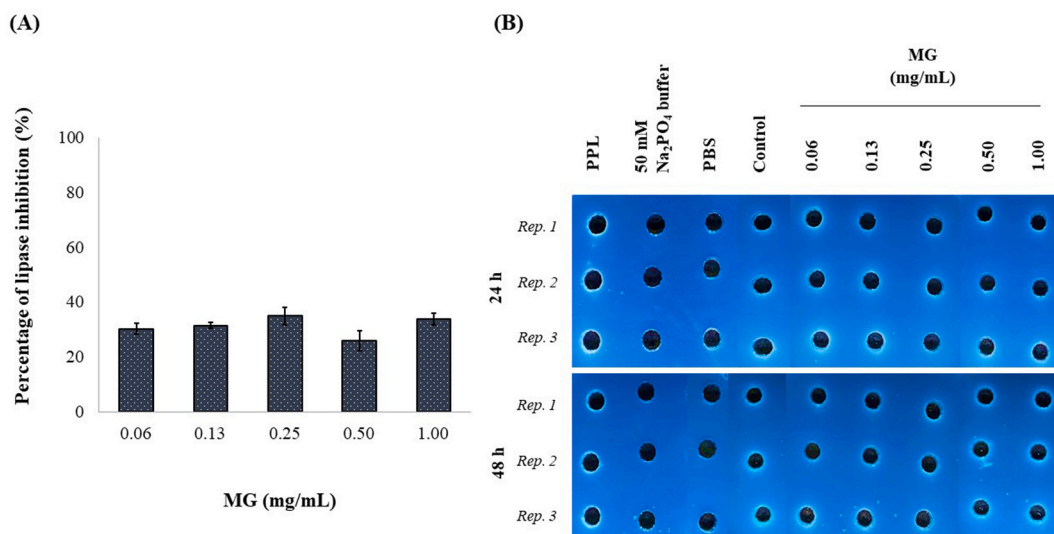 (A)
Percentage of lipase inhibition (%)
100
80
60
40
20
0
0.06 0.13 0.25 0.50 1.00
MG (mg/mL)
(B)
MG
(mg/mL)
PPL
50 mM
Na₂PO₄ buffer
PBS
Control
0.06
0.13
0.25
0.50
1.00
24 h
Rep. 1
Rep. 2
Rep. 3
48 h
Rep. 1
Rep. 2
Rep. 3